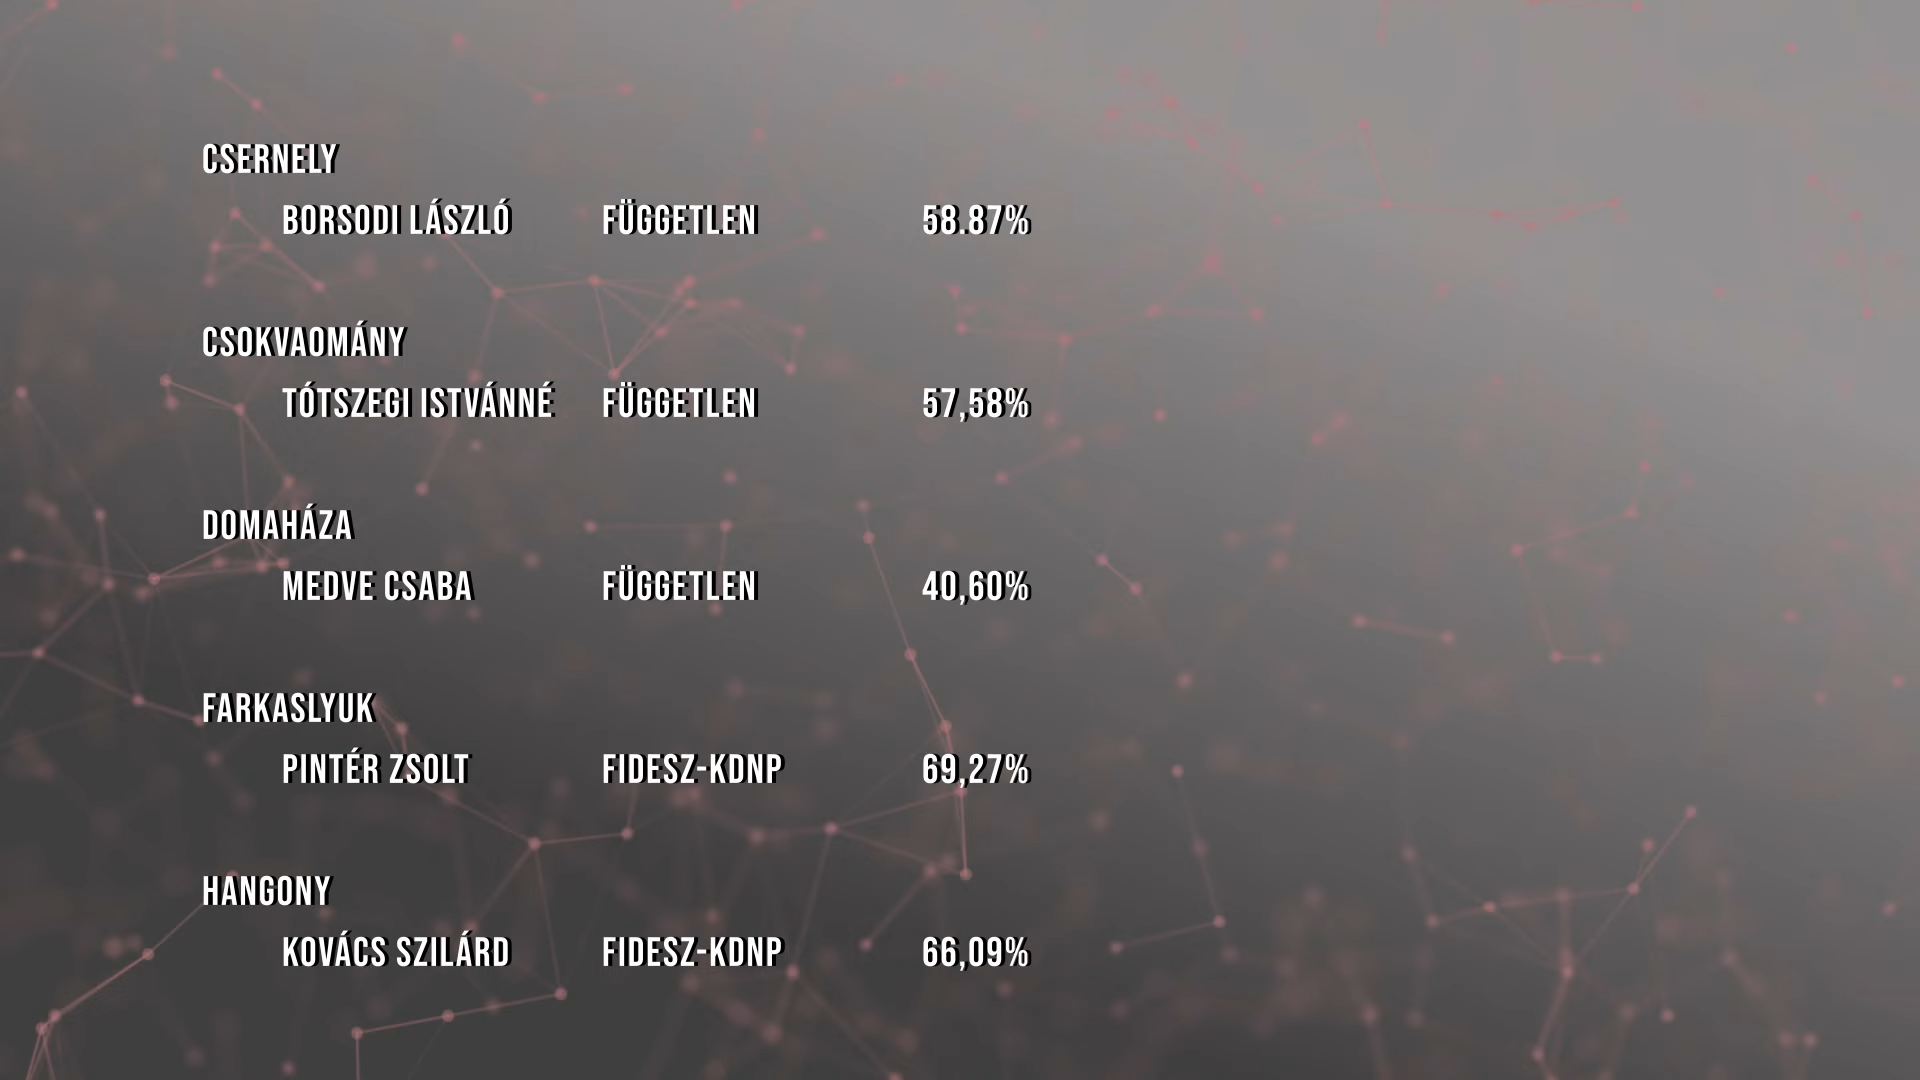 CSERNELY
BORSODI LÁSZLÓ FÜGGETLEN 58.87%
CSOKVAOMÁNY
TÓTSZEGI ISTVÁNNÉ FÜGGETLEN 57,58%
DOMAHÁZA
MEDVE CSABA FÜGGETLEN 40,60%
FARKASLYUK
PINTÉR ZSOLT FIDESZ-KDNP 69,27%
HANGONY
KOVÁCS SZILÁRD FIDESZ-KDNP 66,09%